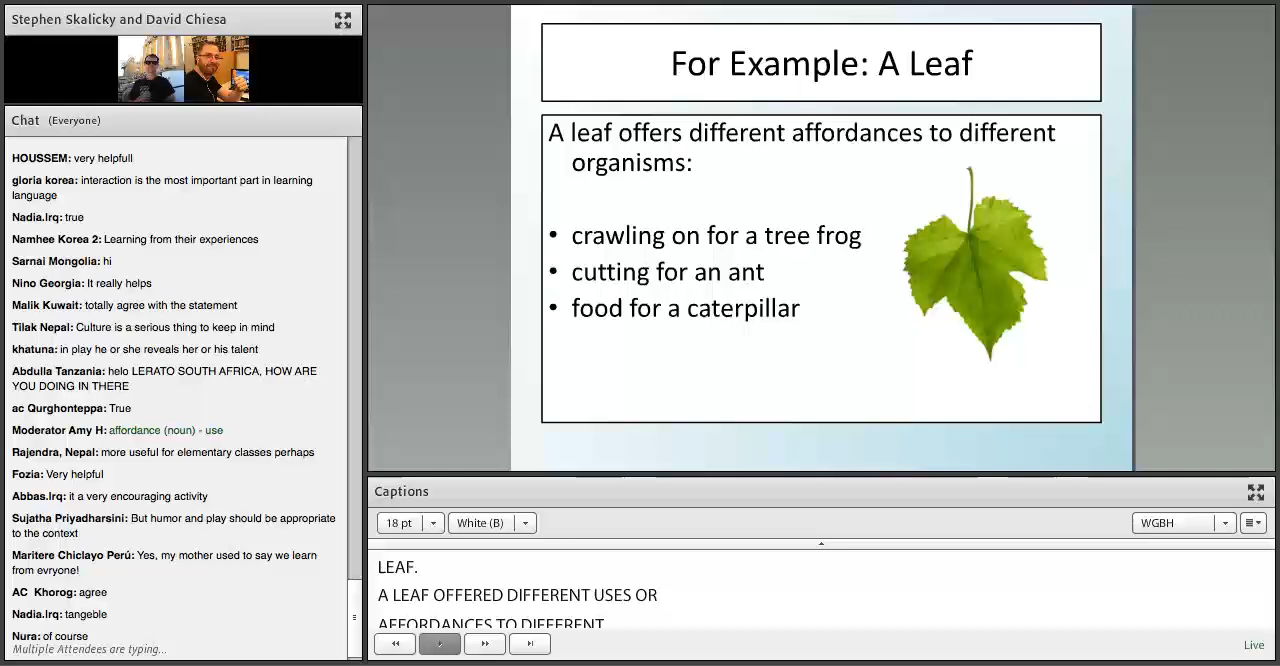 Stephen Skalicky and David Chiesa
Chat (Everyone)
HOUSSEM: very helpfull
gloria korea: interaction is the most important part in learning
language
Nadia.Irq: true
Namhee Korea 2: Learning from their experiences
Sarnai Mongolia: hi
Nino Georgia: It really helps
Malik Kuwait: totally agree with the statement
Tilak Nepal: Culture is a serious thing to keep in mind
khatuna: in play he or she reveals her or his talent
Abdulla Tanzania: helo LERATO SOUTH AFRICA, HOW ARE
YOU DOING IN THERE
ac Qurghonteppa: True
Moderator Amy H: affordance (noun) - use
Rajendra, Nepal: more useful for elementary classes perhaps
Fozia: Very helpful
Abbas.Irq: it a very encouraging activity
Sujatha Priyadharsini: But humor and play should be appropriate
to the context
Maritere Chiclayo Perú: Yes, my mother used to say we learn
from evryone!
AC Khorog: agree
Nadia.Irq: tangeble
Nura: of course
Multiple Attendees are typing...
For Example: A Leaf
A leaf offers different affordances to different
organisms:
• crawling on for a tree frog
• cutting for an ant
• food for a caterpillar
Captions
18 pt
White (B)
WGBH
LEAF.
A LEAF OFFERED DIFFERENT USES OR
AFFORDANCES TO DIFFERENT
Live